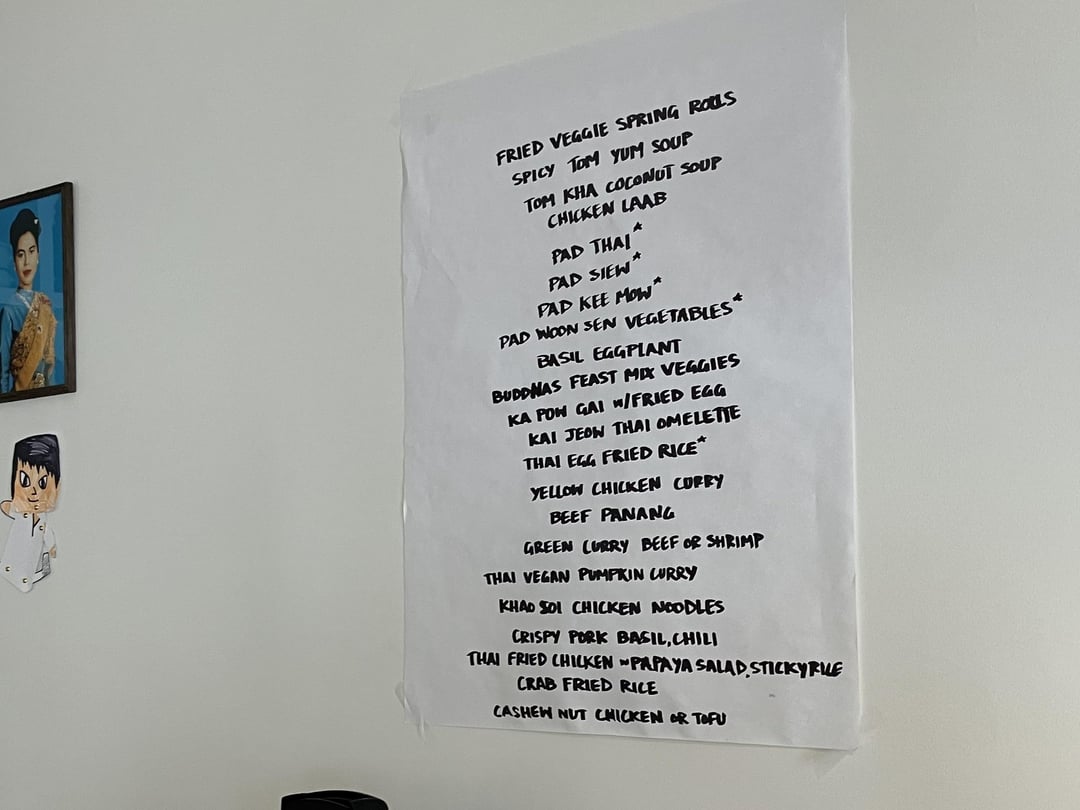 FRIED VEGGIE SPRING ROLLS
SPICY TOM YUM SOUP
TOM KHA COCONUT SOUP
CHICKEN LAAB
PAD THAI*
PAD SIEW*
PAD KEE MOW*
PAD WOON SEN VEGETABLES*
BASIL EGGPLANT
BUDDHAS FEAST MIX VEGGIES
KA POW GAI W/FRIED EGG
KAI JEOW THAI OMELETTE
THAI EGG FRIED RICE*
YELLOW CHICKEN CURRY
BEEF PANANG
GREEN CURRY BEEF OR SHRIMP
THAI VEGAN PUMPKIN CURRY
KHAO SOI CHICKEN NOODLES
CRISPY PORK BASIL, CHILI
THAI FRIED CHICKEN ~PAPAYA SALAD, STICKY RICE
CRAB FRIED RICE
CASHEW NUT CHICKEN OR TOFU